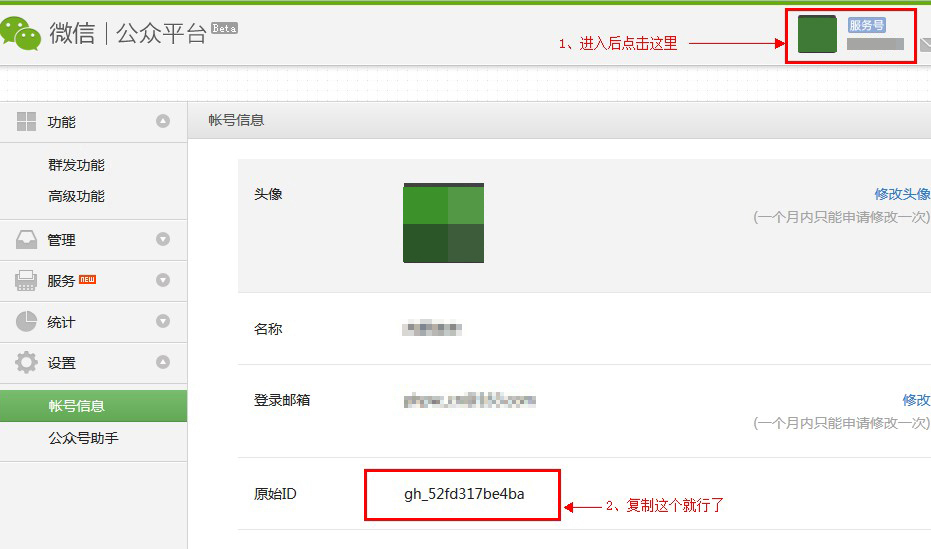 微信 | 公众平台 Beta
服务号
1、进入后点击这里
功能
帐号信息
群发功能
高级功能
头像
修改头像
(一个月内只能申请修改一次)
管理
服务 NEW
统计
名称
设置
帐号信息
登录邮箱
修改
(一个月内只能申请修改一次)
公众号助手
原始ID
gh_52fd317be4ba
2、复制这个就行了